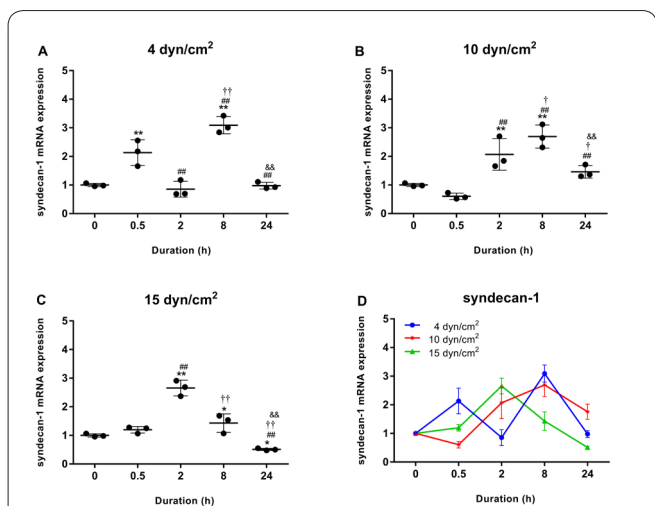 A
4 dyn/cm²
syndecan-1 mRNA expression
5
4
3
2
1
0
**
##
††
##
**
&&
##
0 0.5 2 8 24
Duration (h)
B
10 dyn/cm²
syndecan-1 mRNA expression
5
4
3
2
1
0
##
**
†
##
**
&&
†
##
0 0.5 2 8 24
Duration (h)
C
15 dyn/cm²
syndecan-1 mRNA expression
5
4
3
2
1
0
##
**
††
*
&&
††
##
*
0 0.5 2 8 24
Duration (h)
D
syndecan-1
syndecan-1 mRNA expression
5
4
3
2
1
0
4 dyn/cm²
10 dyn/cm²
15 dyn/cm²
0 0.5 2 8 24
Duration (h)